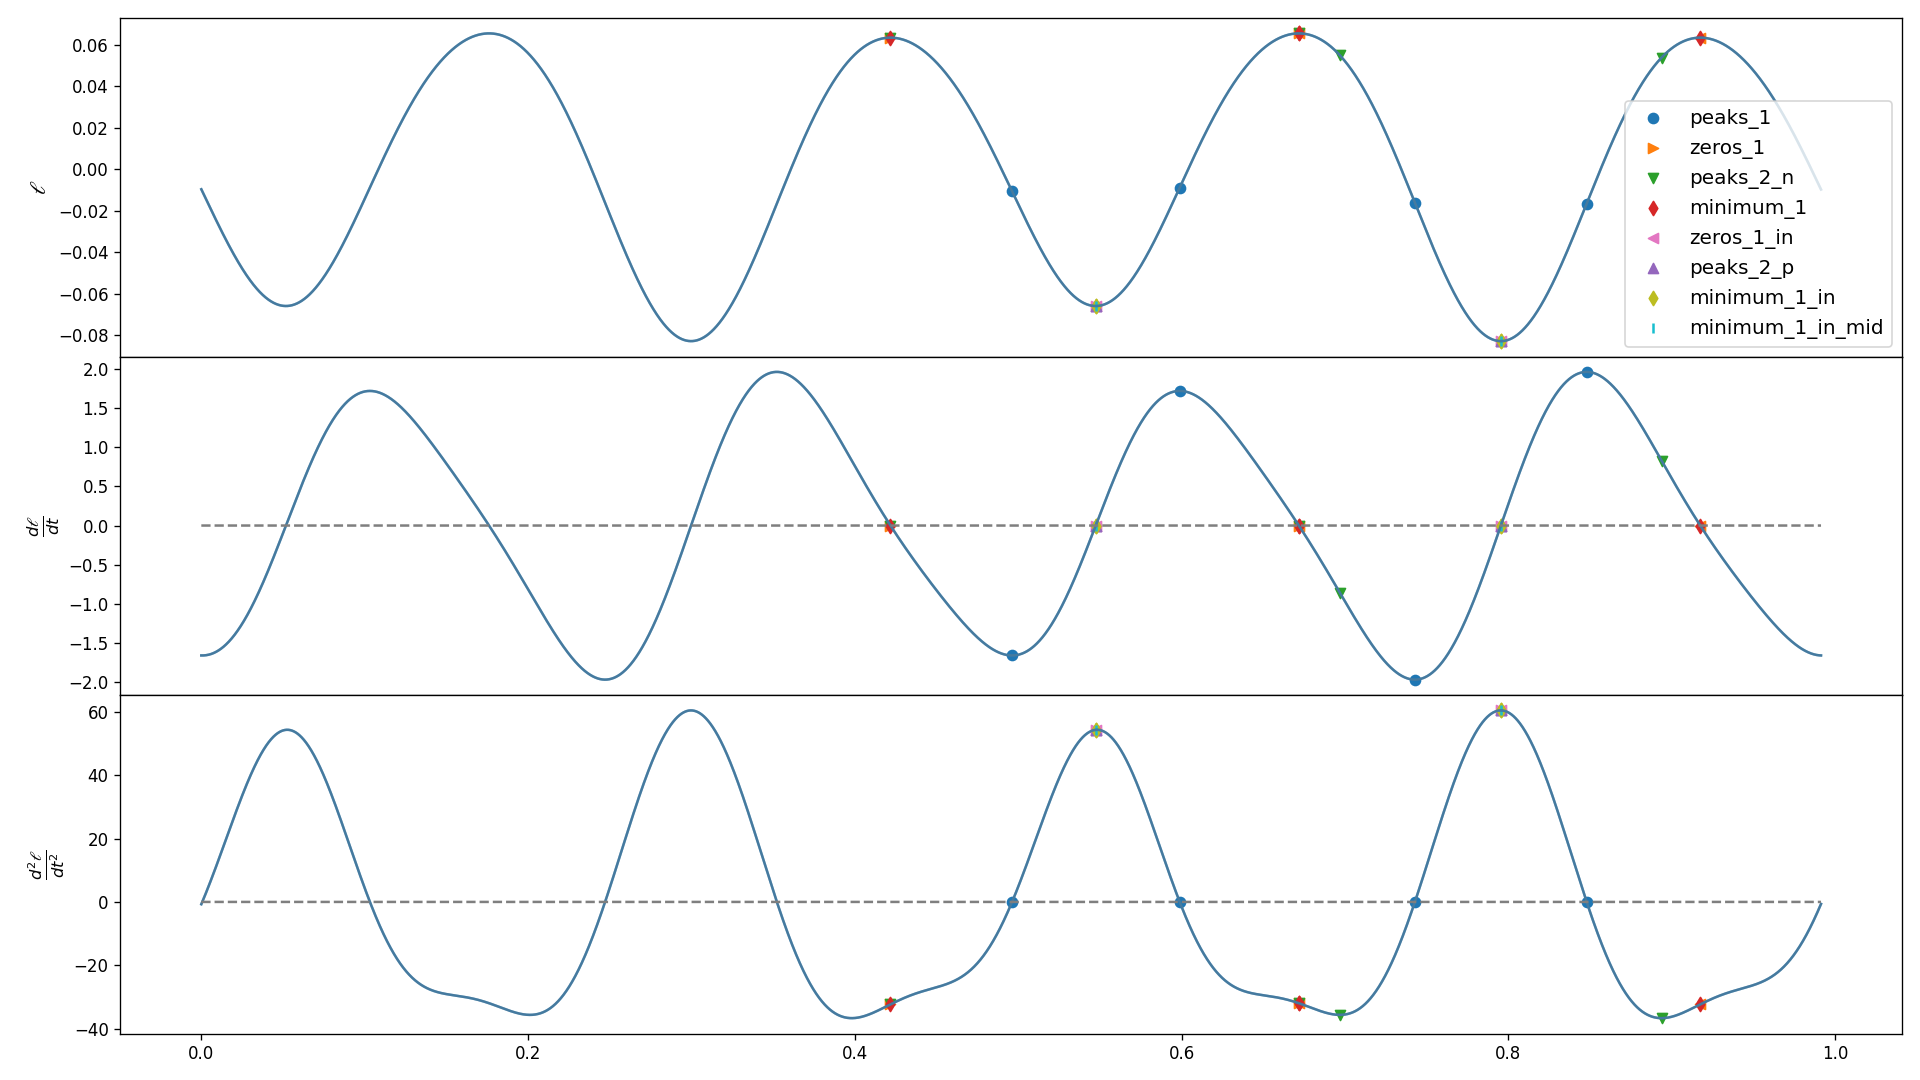 0.06
0.04
0.02
0.00
−0.02
−0.04
−0.06
−0.08
ℓ
peaks_1
zeros_1
peaks_2_n
minimum_1
zeros_1_in
peaks_2_p
minimum_1_in
minimum_1_in_mid
2.0
1.5
1.0
0.5
0.0
−0.5
−1.0
−1.5
−2.0
dℓ
dt
60
40
20
0
−20
−40
d²ℓ
dt²
0.0 0.2 0.4 0.6 0.8 1.0